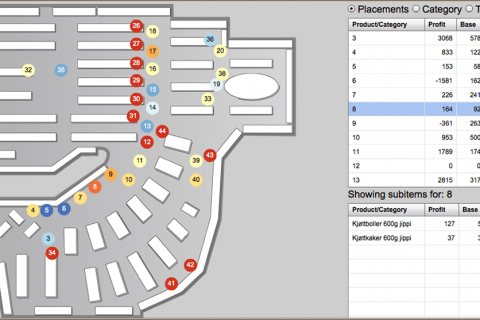 Placements Category T
Product/Category Profit Base
3 3068 578
4 833 122
5 153 58
6 -1581 162
7 226 241
8 164 92
9 -361 263
10 953 500
11 1789 174
12 0 0
13 2815 317
Showing subitems for: 8
Product/Category Profit Base
Kjøttboller 600g jippi 127 5
Kjøttkaker 600g jippi 37 3
26
18
27
17
36
20
28
16
32
35
38
29
19
15
30
33
14
31
13
44
12
11
39
43
9
10
40
8
7
4
5
6
3
34
42
41